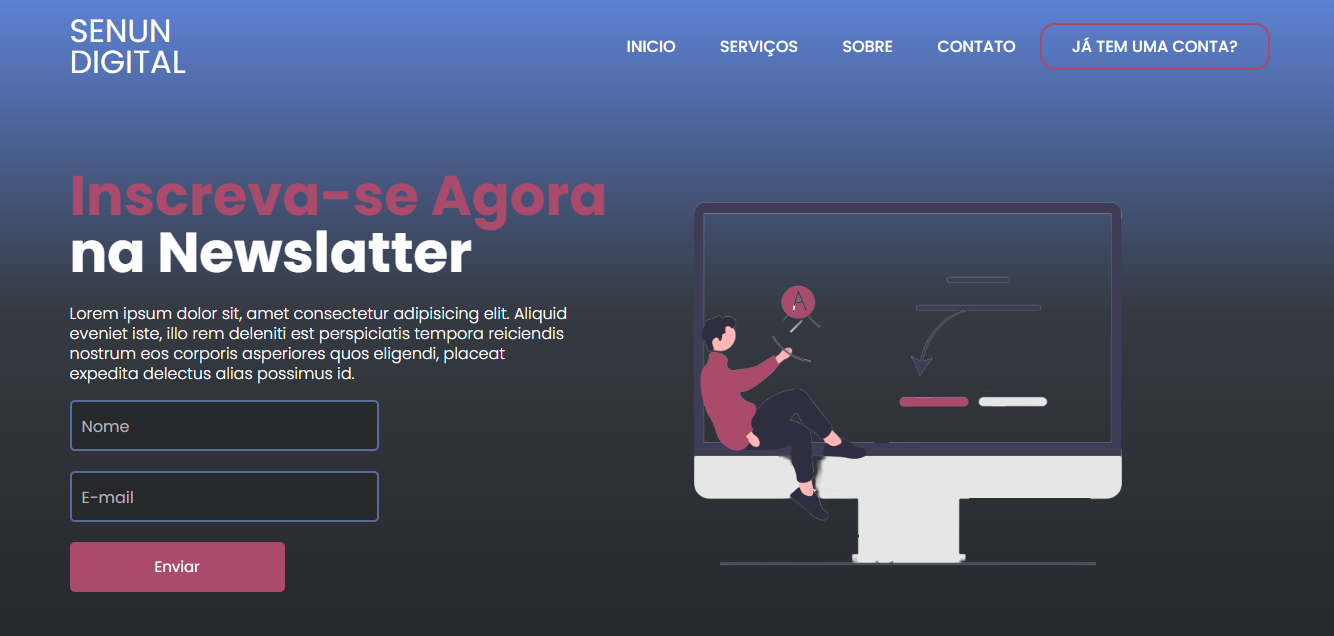 SENUN
DIGITAL
INICIO SERVIÇOS SOBRE CONTATO JÁ TEM UMA CONTA?
Inscreva-se Agora
na Newslatter
Lorem ipsum dolor sit, amet consectetur adipisicing elit. Aliquid
eveniet iste, illo rem deleniti est perspiciatis tempora reiciendis
nostrum eos corporis asperiores quos eligendi, placeat
expedita delectus alias possimus id.
A
Nome
E-mail
Enviar